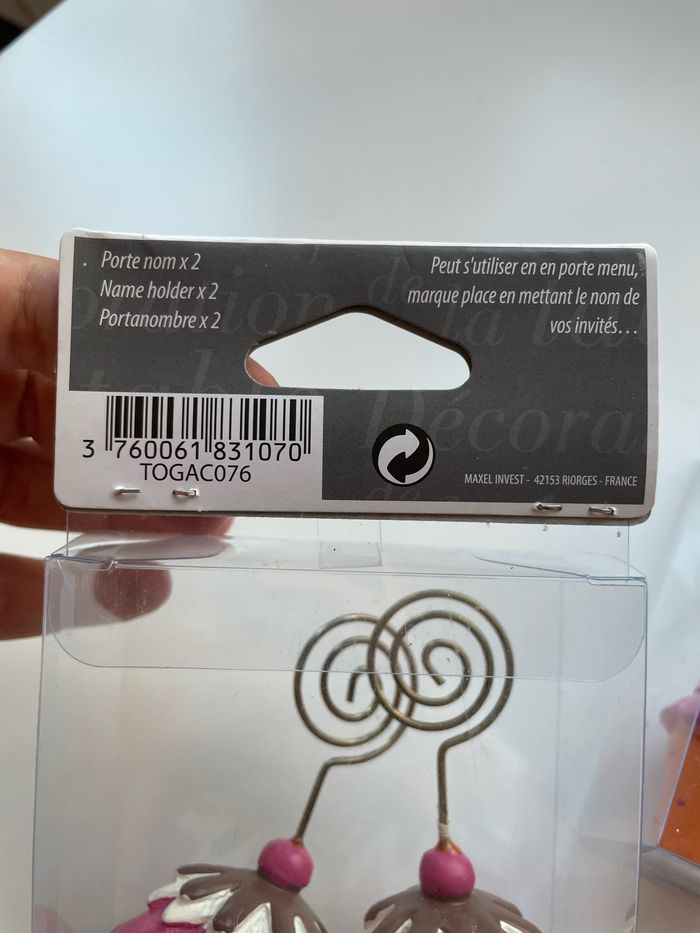 Porte nom x 2
Name holder x 2
Portanombre x 2
Peut s'utiliser en en porte menu,
marque place en mettant le nom de
vos invités…
3 760061 831070
TOGAC076
MAXEL INVEST - 42153 RIORGES - FRANCE
Décora